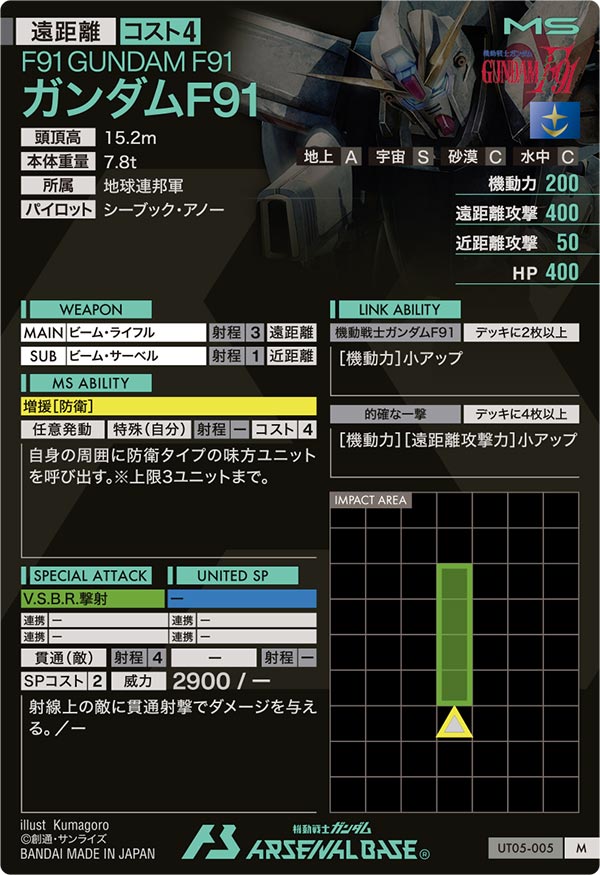 遠距離 コスト4
MS
F91 GUNDAM F91
ガンダムF91
機動戦士ガンダム
GUNDAM F91
頭頂高 15.2m
本体重量 7.8t
所属 地球連邦軍
パイロット シーブック・アノー
地上 A 宇宙 S 砂漠 C 水中 C
機動力 200
遠距離攻撃 400
近距離攻撃 50
HP 400
WEAPON
MAIN ビーム・ライフル 射程 3 遠距離
SUB ビーム・サーベル 射程 1 近距離
MS ABILITY
増援[防衛]
任意発動 特殊(自分) 射程 ー コスト 4
自身の周囲に防衛タイプの味方ユニット
を呼び出す。※上限3ユニットまで。
LINK ABILITY
機動戦士ガンダムF91 デッキに2枚以上
[機動力]小アップ
的確な一撃 デッキに4枚以上
[機動力][遠距離攻撃力]小アップ
IMPACT AREA
SPECIAL ATTACK UNITED SP
V.S.B.R.撃射 ー
連携 ー 連携 ー
連携 ー 連携 ー
貫通(敵) 射程 4 ー 射程 ー
SPコスト 2 威力 2900 / ー
射線上の敵に貫通射撃でダメージを与え
る。/ー
illust Kumagoro
©創通・サンライズ
BANDAI MADE IN JAPAN
機動戦士ガンダム
AB ARSENAL BASE®
UT05-005 M